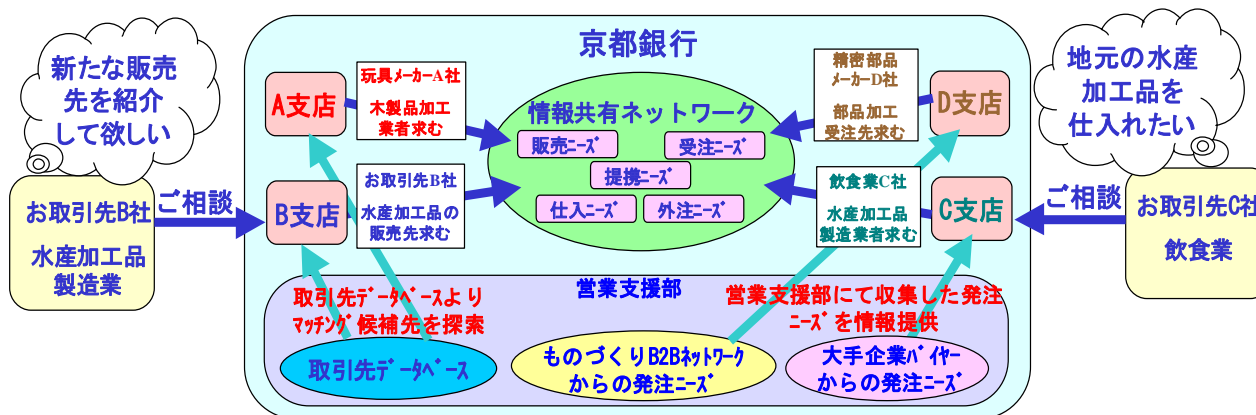 京都銀行
新たな販売
先を紹介
して欲しい
お取引先B社
水産加工品
製造業
ご相談
A支店
玩具ﾒｰｶｰA社
木製品加工
業者求む
B支店
お取引先B社
水産加工品の
販売先求む
情報共有ネットワーク
販売ﾆｰｽﾞ
受注ニーズ
提携ﾆｰｽﾞ
仕入ﾆｰｽﾞ
外注ﾆｰｽﾞ
精密部品
ﾒｰｶｰD社
部品加工
受注先求む
D支店
飲食業C社
水産加工品
製造業者求む
C支店
地元の水産
加工品を
仕入れたい
ご相談
お取引先C社
飲食業
営業支援部
取引先ﾃﾞｰﾀﾍﾞｰｽより
ﾏｯﾁﾝｸﾞ候補先を探索
営業支援部にて収集した発注
ﾆｰｽﾞを情報提供
取引先ﾃﾞｰﾀﾍﾞｰｽ
ものづくりB2Bﾈｯﾄﾜｰｸ
からの発注ﾆｰｽﾞ
大手企業ﾊﾞｲﾔｰ
からの発注ﾆｰｽﾞ